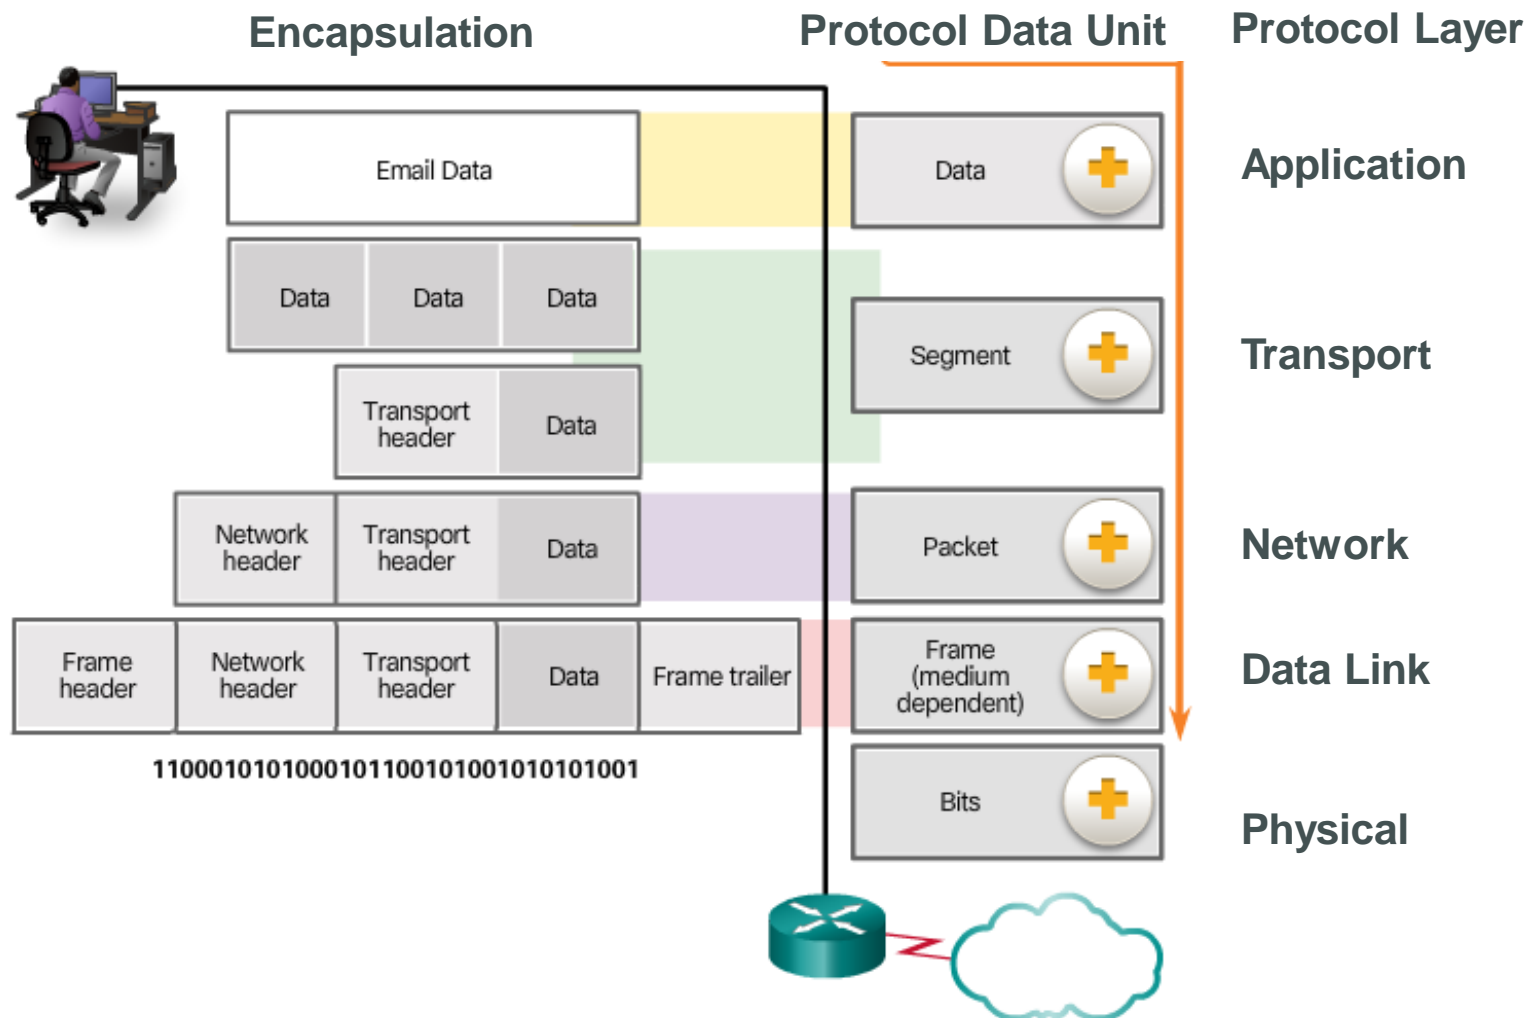 Encapsulation
Protocol Data Unit
Protocol Layer
Email Data
Data
Application
Data
Data
Data
Segment
Transport
Transport
header
Data
Network
header
Transport
header
Data
Packet
Network
Frame
header
Network
header
Transport
header
Data
Frame trailer
Frame
(medium
dependent)
Data Link
1100010101000101100101001010101001
Bits
Physical